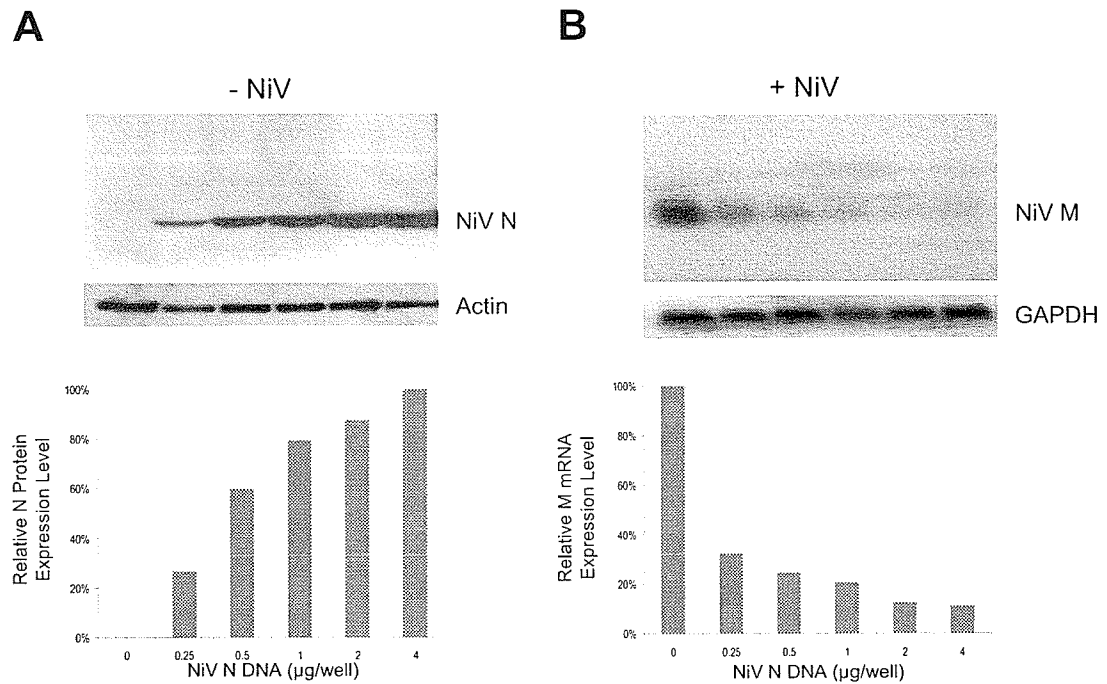 A
- NiV
NiV N
Actin
Relative N Protein
Expression Level
100%
80%
60%
40%
20%
0%
0 0.25 0.5 1 2 4
NiV N DNA (µg/well)
B
+ NiV
NiV M
GAPDH
Relative M mRNA
Expression Level
100%
80%
60%
40%
20%
0%
0 0.25 0.5 1 2 4
NiV N DNA (µg/well)